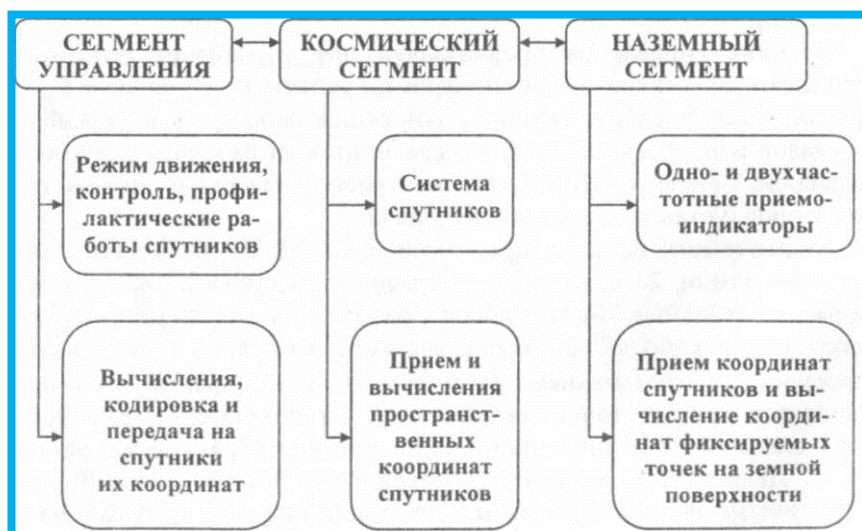 СЕГМЕНТ
УПРАВЛЕНИЯ
КОСМИЧЕСКИЙ
СЕГМЕНТ
НАЗЕМНЫЙ
СЕГМЕНТ
Режим движения,
контроль, профи-
лактические ра-
боты спутников
Система
спутников
Одно- и двухчас-
тотные приемо-
индикаторы
Вычисления,
кодировка и
передача на
спутники
их координат
Прием и
вычисления
пространст-
венных
координат
спутников
Прием координат
спутников и вы-
числение коорди-
нат фиксируемых
точек на земной
поверхности